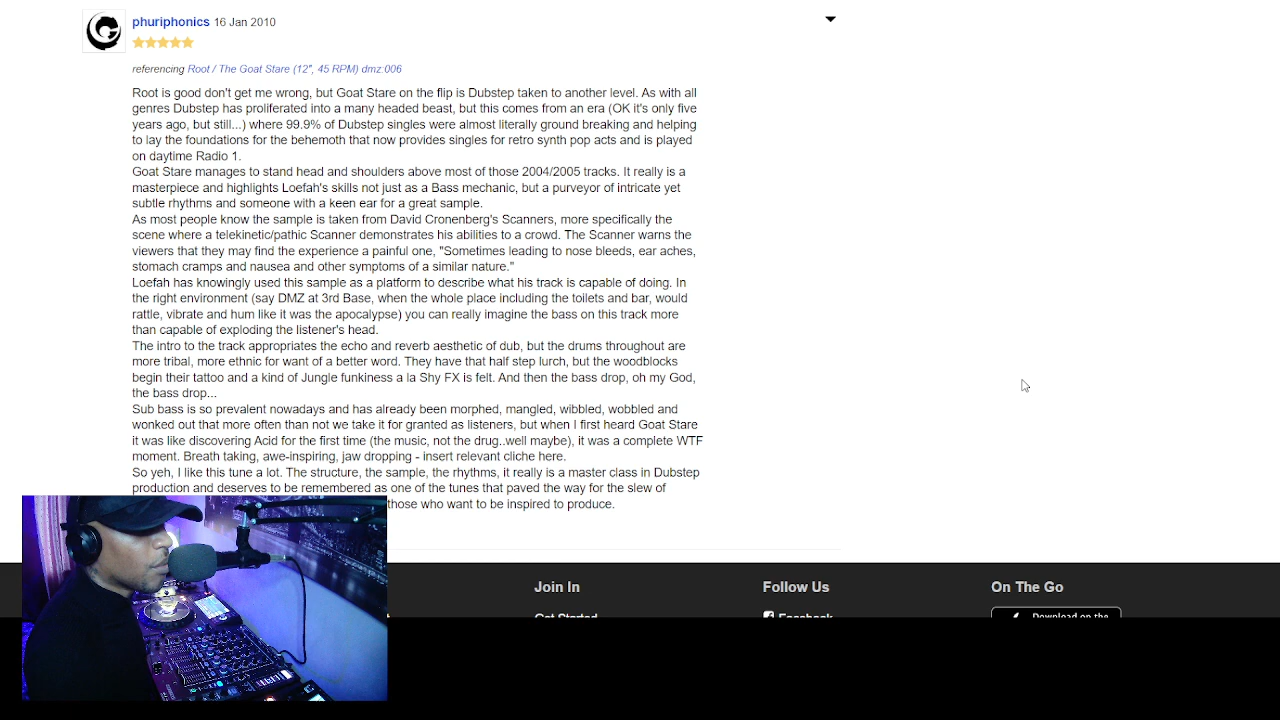 phuriphonics 16 Jan 2010
referencing Root / The Goat Stare (12", 45 RPM) dmz:006
Root is good don't get me wrong, but Goat Stare on the flip is Dubstep taken to another level. As with all
genres Dubstep has proliferated into a many headed beast, but this comes from an era (OK it's only five
years ago, but still...) where 99.9% of Dubstep singles were almost literally ground breaking and helping
to lay the foundations for the behemoth that now provides singles for retro synth pop acts and is played
on daytime Radio 1.
Goat Stare manages to stand head and shoulders above most of those 2004/2005 tracks. It really is a
masterpiece and highlights Loefah's skills not just as a Bass mechanic, but a purveyor of intricate yet
subtle rhythms and someone with a keen ear for a great sample.
As most people know the sample is taken from David Cronenberg's Scanners, more specifically the
scene where a telekinetic/pathic Scanner demonstrates his abilities to a crowd. The Scanner warns the
viewers that they may find the experience a painful one, "Sometimes leading to nose bleeds, ear aches,
stomach cramps and nausea and other symptoms of a similar nature."
Loefah has knowingly used this sample as a platform to describe what his track is capable of doing. In
the right environment (say DMZ at 3rd Base, when the whole place including the toilets and bar, would
rattle, vibrate and hum like it was the apocalypse) you can really imagine the bass on this track more
than capable of exploding the listener's head.
The intro to the track appropriates the echo and reverb aesthetic of dub, but the drums throughout are
more tribal, more ethnic for want of a better word. They have that half step lurch, but the woodblocks
begin their tattoo and a kind of Jungle funkiness a la Shy FX is felt. And then the bass drop, oh my God,
the bass drop...
Sub bass is so prevalent nowadays and has already been morphed, mangled, wibbled, wobbled and
wonked out that more often than not we take it for granted as listeners, but when I first heard Goat Stare
it was like discovering Acid for the first time (the music, not the drug..well maybe), it was a complete WTF
moment. Breath taking, awe-inspiring, jaw dropping - insert relevant cliche here.
So yeh, I like this tune a lot. The structure, the sample, the rhythms, it really is a master class in Dubstep
production and deserves to be remembered as one of the tunes that paved the way for the slew of
those who want to be inspired to produce.
Join In
Follow Us
On The Go
Get Started
Facebook
Download on the